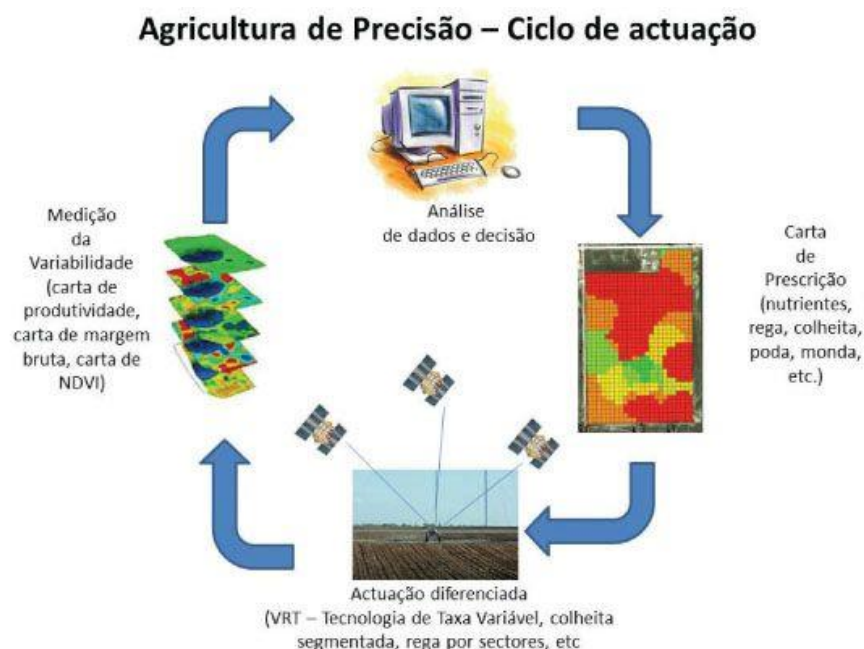 Agricultura de Precisão – Ciclo de actuação
Análise
de dados e decisão
Medição
da
Variabilidade
(carta de
produtividade,
carta de margem
bruta, carta de
NDVI)
Carta
de
Prescrição
(nutrientes,
rega, colheita,
poda, monda,
etc.)
Actuação diferenciada
(VRT – Tecnologia de Taxa Variável, colheita
segmentada, rega por sectores, etc